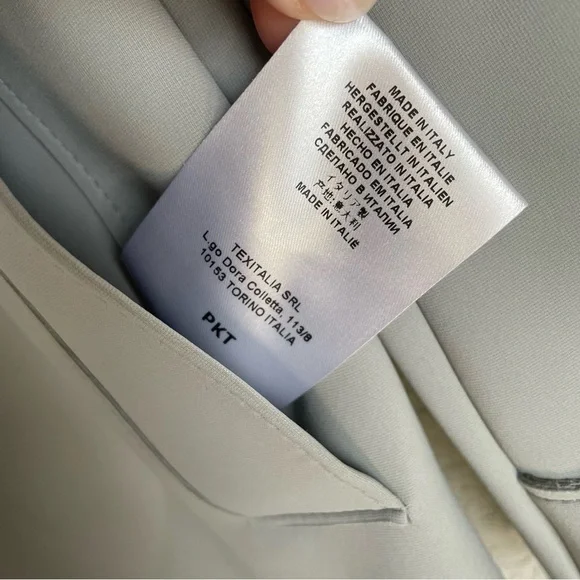 MADE IN ITALY
FABRIQUE EN ITALIE
HERGESTELLT IN ITALIEN
REALIZZATO IN ITALIA
HECHO EN ITALIA
FABRICADO EM ITALIA
СДЕЛАНО В ИТАЛИИ
イタリア製
产地:意大利
MADE IN ITALIË
TEXITALIA SRL
L.go Dora Colletta, 113/8
10153 TORINO ITALIA
PKT